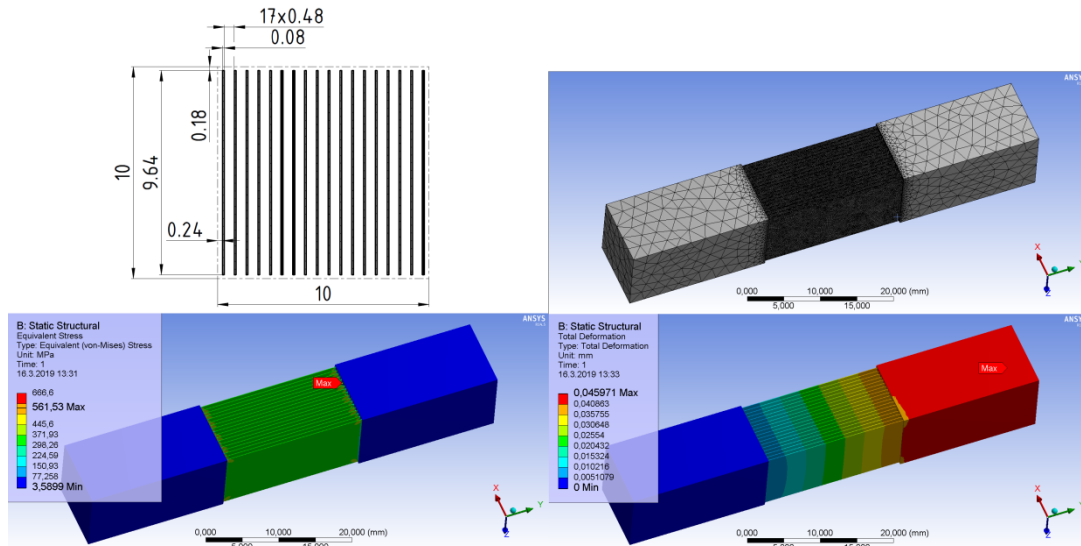 17x0.48
0.08
0.18
10
9.64
0.24
10
ANSYS
X
Y
Z
0,000 10,000 20,000 (mm)
5,000 15,000
B: Static Structural
Equivalent Stress
Type: Equivalent (von-Mises) Stress
Unit: MPa
Time: 1
16.3.2019 13:31
666,6
561,53 Max
445,6
371,93
298,26
224,59
150,93
77,258
3,5899 Min
Max
ANSYS
X
Y
Z
0,000 10,000 20,000 (mm)
B: Static Structural
Total Deformation
Type: Total Deformation
Unit: mm
Time: 1
16.3.2019 13:33
0,045971 Max
0,040863
0,035755
0,030648
0,02554
0,020432
0,015324
0,010216
0,0051079
0 Min
Max
ANSYS
X
Y
Z
0,000 10,000 20,000 (mm)